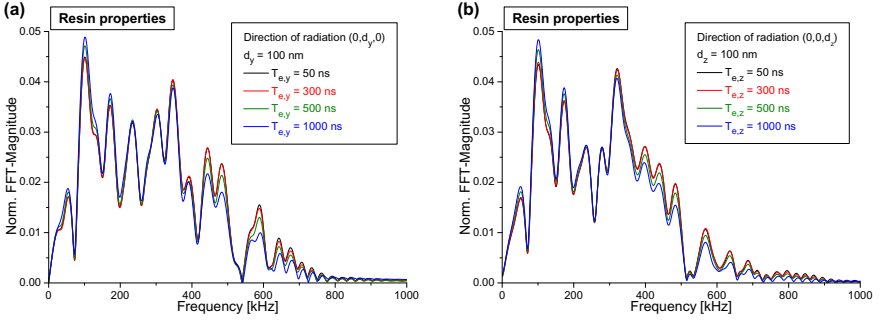 (a)
Resin properties
Direction of radiation (0,d_y,0)
d_y = 100 nm
T_e,y = 50 ns
T_e,y = 300 ns
T_e,y = 500 ns
T_e,y = 1000 ns
Norm. FFT-Magnitude
0.05
0.04
0.03
0.02
0.01
0.00
0 200 400 600 800 1000
Frequency [kHz]
(b)
Resin properties
Direction of radiation (0,0,d_z)
d_z = 100 nm
T_e,z = 50 ns
T_e,z = 300 ns
T_e,z = 500 ns
T_e,z = 1000 ns
Norm. FFT-Magnitude
0.05
0.04
0.03
0.02
0.01
0.00
0 200 400 600 800 1000
Frequency [kHz]